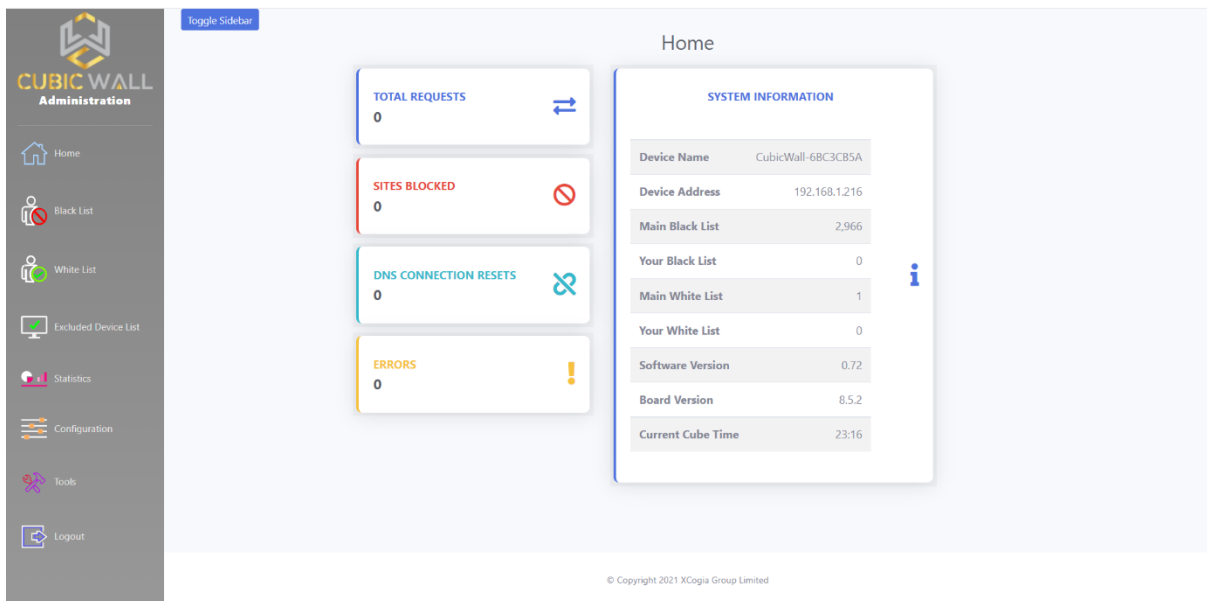 CUBIC WALL
Administration
Home
Black List
White List
Excluded Device List
Statistics
Configuration
Tools
Logout
Toggle Sidebar
Home
TOTAL REQUESTS
0
SITES BLOCKED
0
DNS CONNECTION RESETS
0
ERRORS
0
SYSTEM INFORMATION
Device Name CubicWall-6BC3CB5A
Device Address 192.168.1.216
Main Black List 2,966
Your Black List 0
Main White List 1
Your White List 0
Software Version 0.72
Board Version 8.5.2
Current Cube Time 23:16
© Copyright 2021 XCogia Group Limited